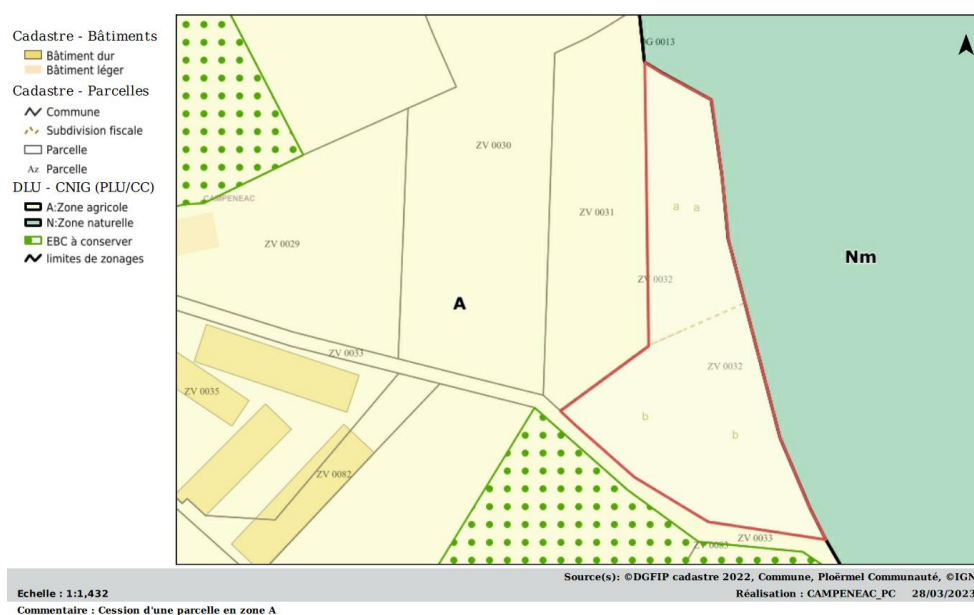 Cadastre - Bâtiments
Bâtiment dur
Bâtiment léger
Cadastre - Parcelles
Commune
Subdivision fiscale
Parcelle
Az Parcelle
DLU - CNIG (PLU/CC)
A:Zone agricole
N:Zone naturelle
EBC à conserver
limites de zonages
0013
ZV 0030
CAMPENEAC
ZV 0031
a a
ZV 0029
Nm
ZV 0032
A
ZV 0033
ZV 0032
ZV 0035
b
b
ZV 0082
ZV 0033
ZV 0083
Source(s): ©DGFIP cadastre 2022, Commune, Ploërmel Communauté, ©IGN
Echelle : 1:1,432
Réalisation : CAMPENEAC_PC 28/03/2023
Commentaire : Cession d'une parcelle en zone A